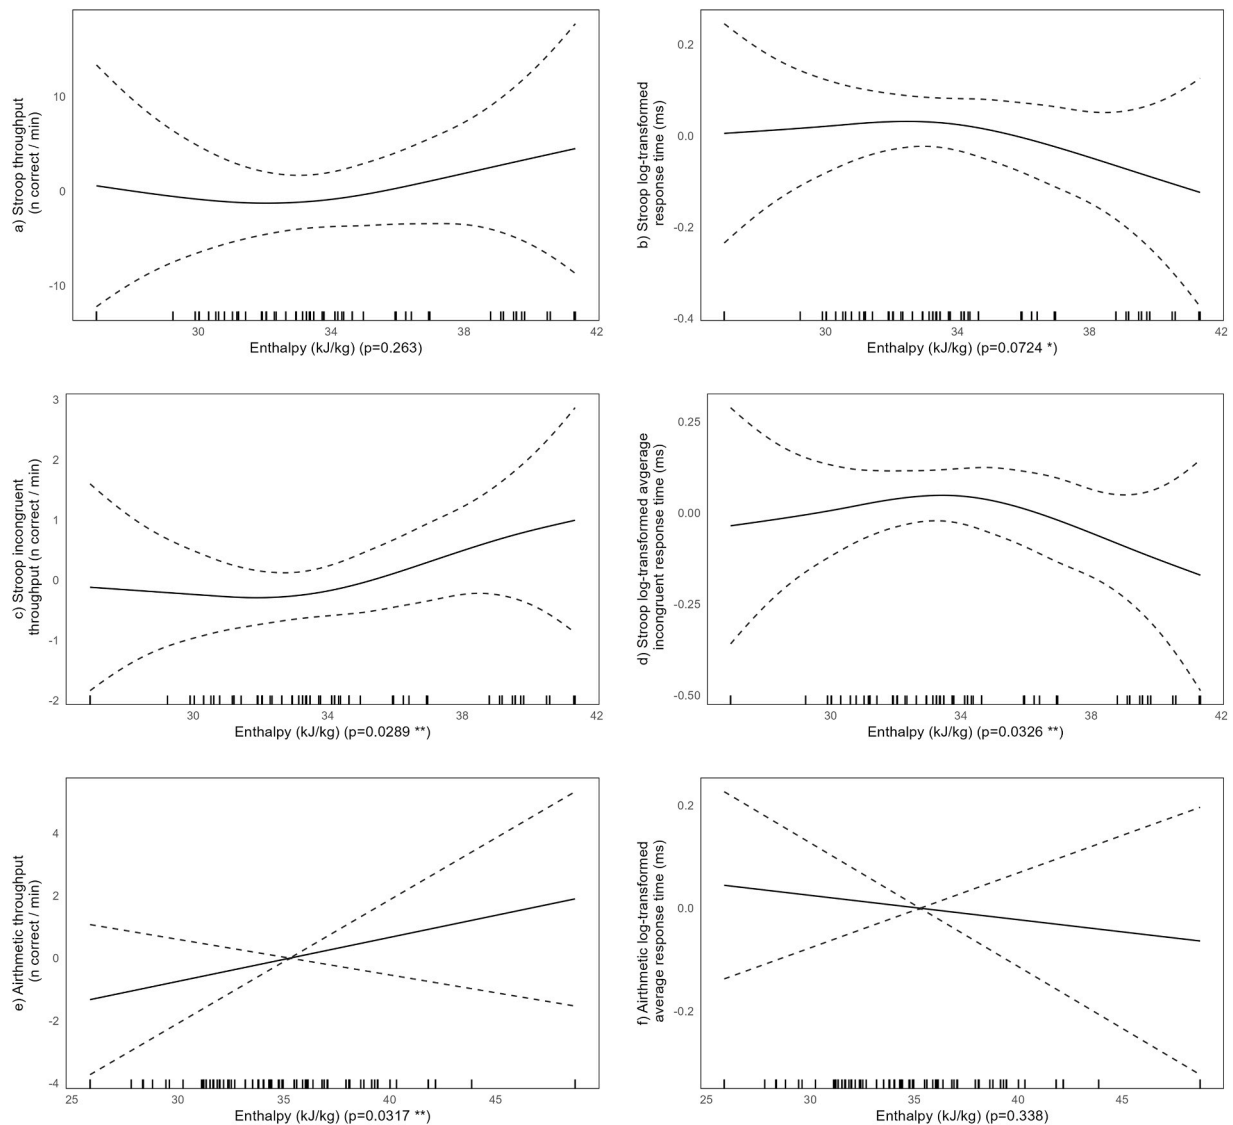 a) Stroop throughput
(n correct / min)
10
0
-10
30
34
38
42
Enthalpy (kJ/kg) (p=0.263)
b) Stroop log-transformed
response time (ms)
0.2
0.0
-0.2
-0.4
30
34
38
42
Enthalpy (kJ/kg) (p=0.0724 *)
c) Stroop incongruent
throughput (n correct / min)
3
2
1
0
-1
-2
30
34
38
42
Enthalpy (kJ/kg) (p=0.0289 **)
d) Stroop log-transformed avgerage
incongruent response time (ms)
0.25
0.00
-0.25
-0.50
30
34
38
42
Enthalpy (kJ/kg) (p=0.0326 **)
e) Airthmetic throughput
(n correct / min)
4
2
0
-2
-4
25
30
35
40
45
Enthalpy (kJ/kg) (p=0.0317 **)
f) Airthmetic log-transformed
average response time (ms)
0.2
0.0
-0.2
25
30
35
40
45
Enthalpy (kJ/kg) (p=0.338)